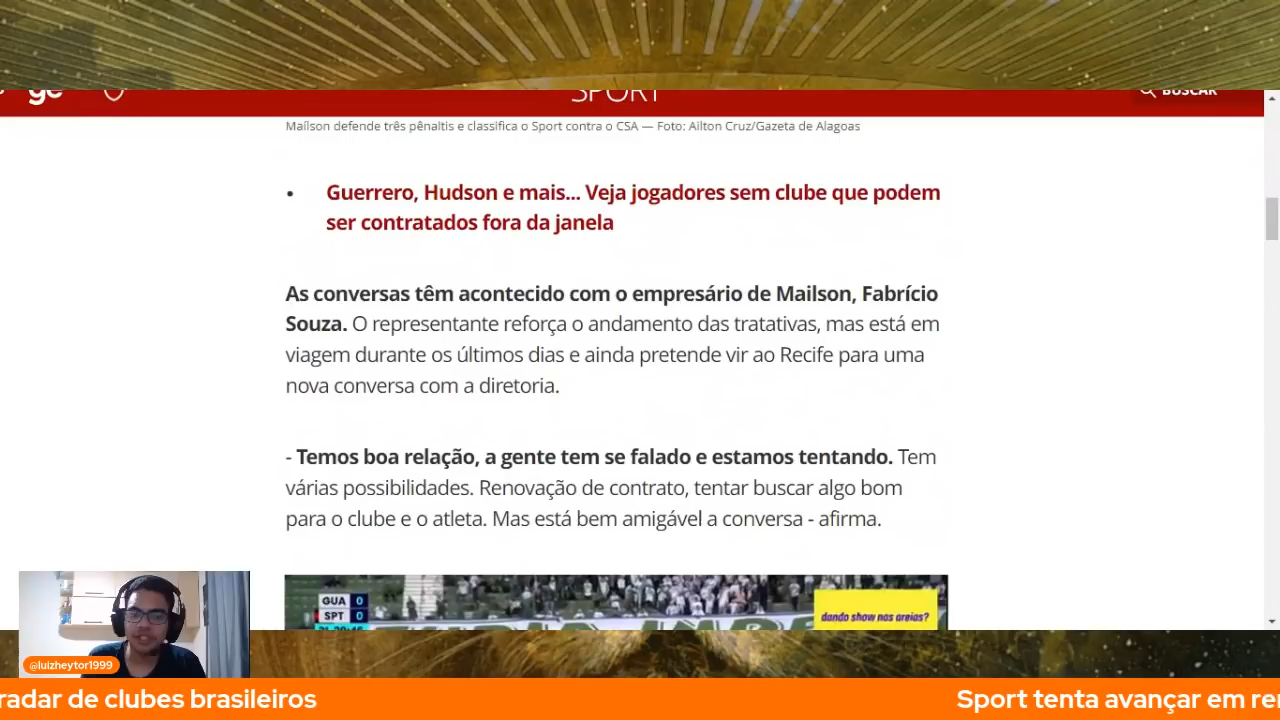 ge
SPORT
BUSCAR
Maílson defende três pênaltis e classifica o Sport contra o CSA — Foto: Ailton Cruz/Gazeta de Alagoas
• Guerrero, Hudson e mais... Veja jogadores sem clube que podem
ser contratados fora da janela
As conversas têm acontecido com o empresário de Mailson, Fabrício
Souza. O representante reforça o andamento das tratativas, mas está em
viagem durante os últimos dias e ainda pretende vir ao Recife para uma
nova conversa com a diretoria.
- Temos boa relação, a gente tem se falado e estamos tentando. Tem
várias possibilidades. Renovação de contrato, tentar buscar algo bom
para o clube e o atleta. Mas está bem amigável a conversa - afirma.
GUA 0
SPT 0
dando show nas areias?
@luizheytor1999
radar de clubes brasileiros
Sport tenta avançar em re